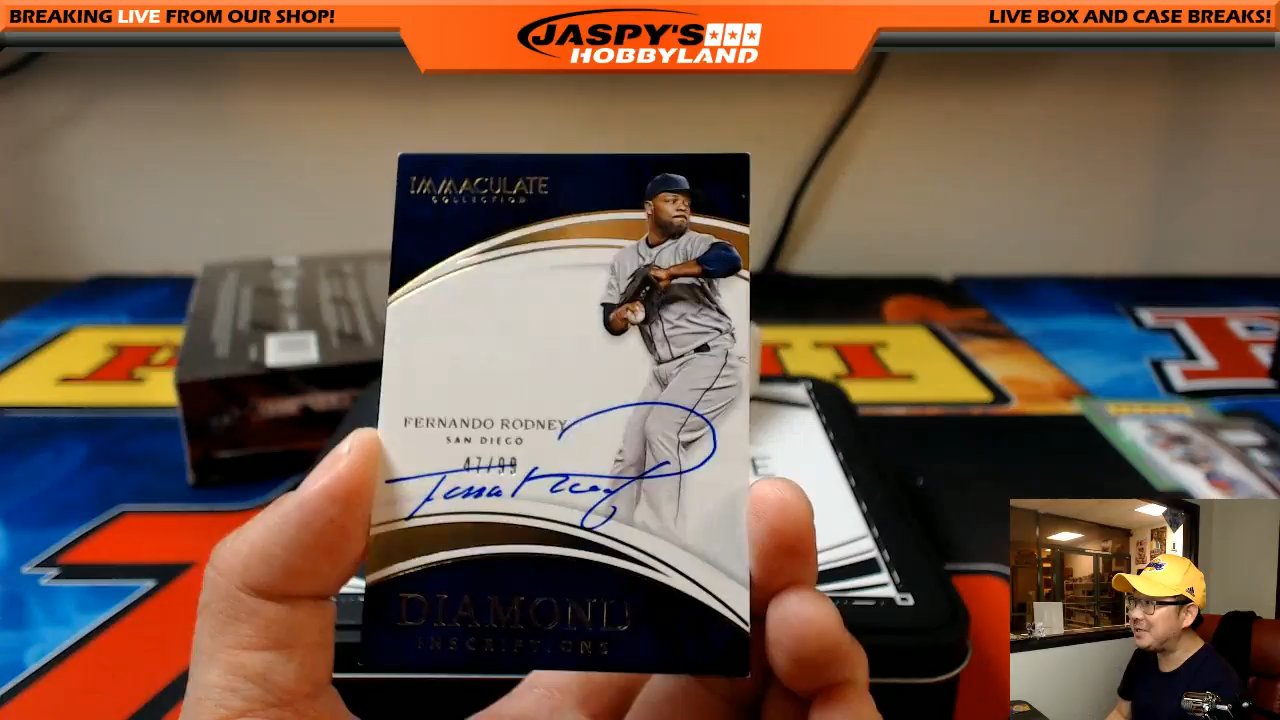 BREAKING LIVE FROM OUR SHOP!
JASPY'S
HOBBYLAND
LIVE BOX AND CASE BREAKS!
IMMACULATE
COLLECTION
FERNANDO RODNEY
SAN DIEGO
47/99
DIAMOND
INSCRIPTIONS